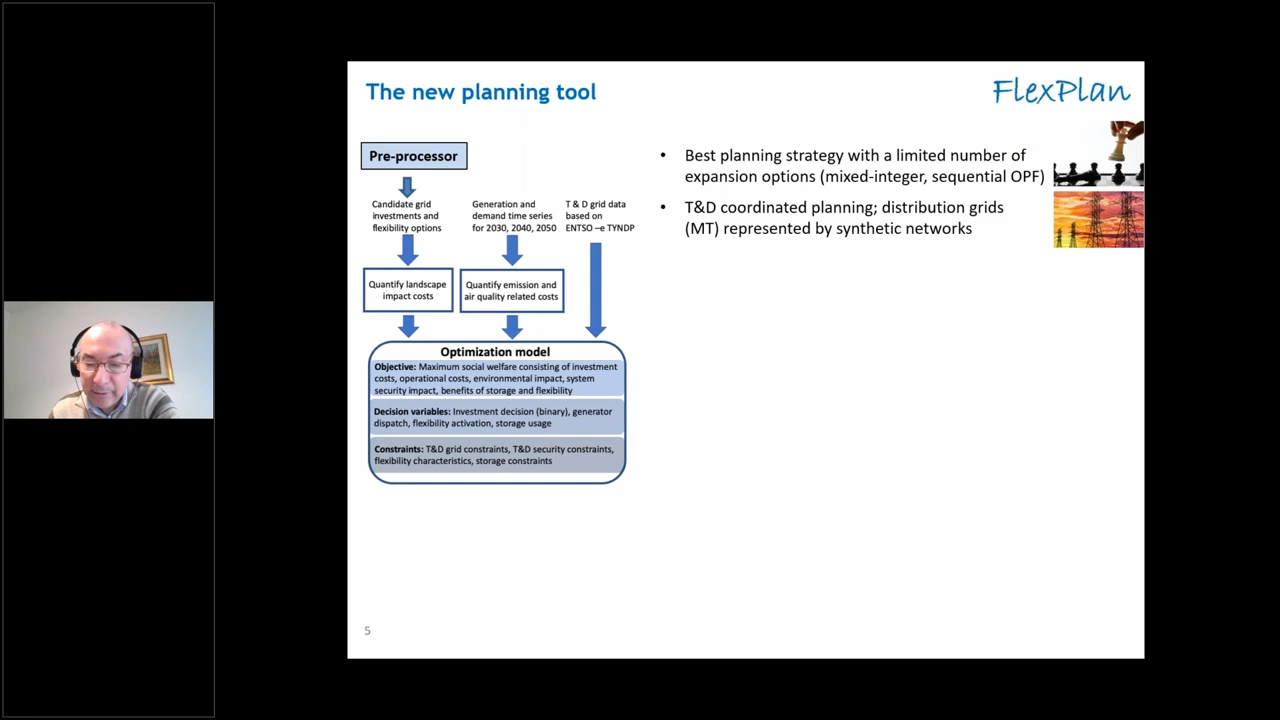 The new planning tool
FlexPlan
Pre-processor
Candidate grid
investments and
flexibility options
Generation and
demand time series
for 2030, 2040, 2050
T & D grid data
based on
ENTSO –e TYNDP
Quantify landscape
impact costs
Quantify emission and
air quality related costs
Optimization model
Objective: Maximum social welfare consisting of investment
costs, operational costs, environmental impact, system
security impact, benefits of storage and flexibility
Decision variables: Investment decision (binary), generator
dispatch, flexibility activation, storage usage
Constraints: T&D grid constraints, T&D security constraints,
flexibility characteristics, storage constraints
• Best planning strategy with a limited number of
expansion options (mixed-integer, sequential OPF)
• T&D coordinated planning; distribution grids
(MT) represented by synthetic networks
5